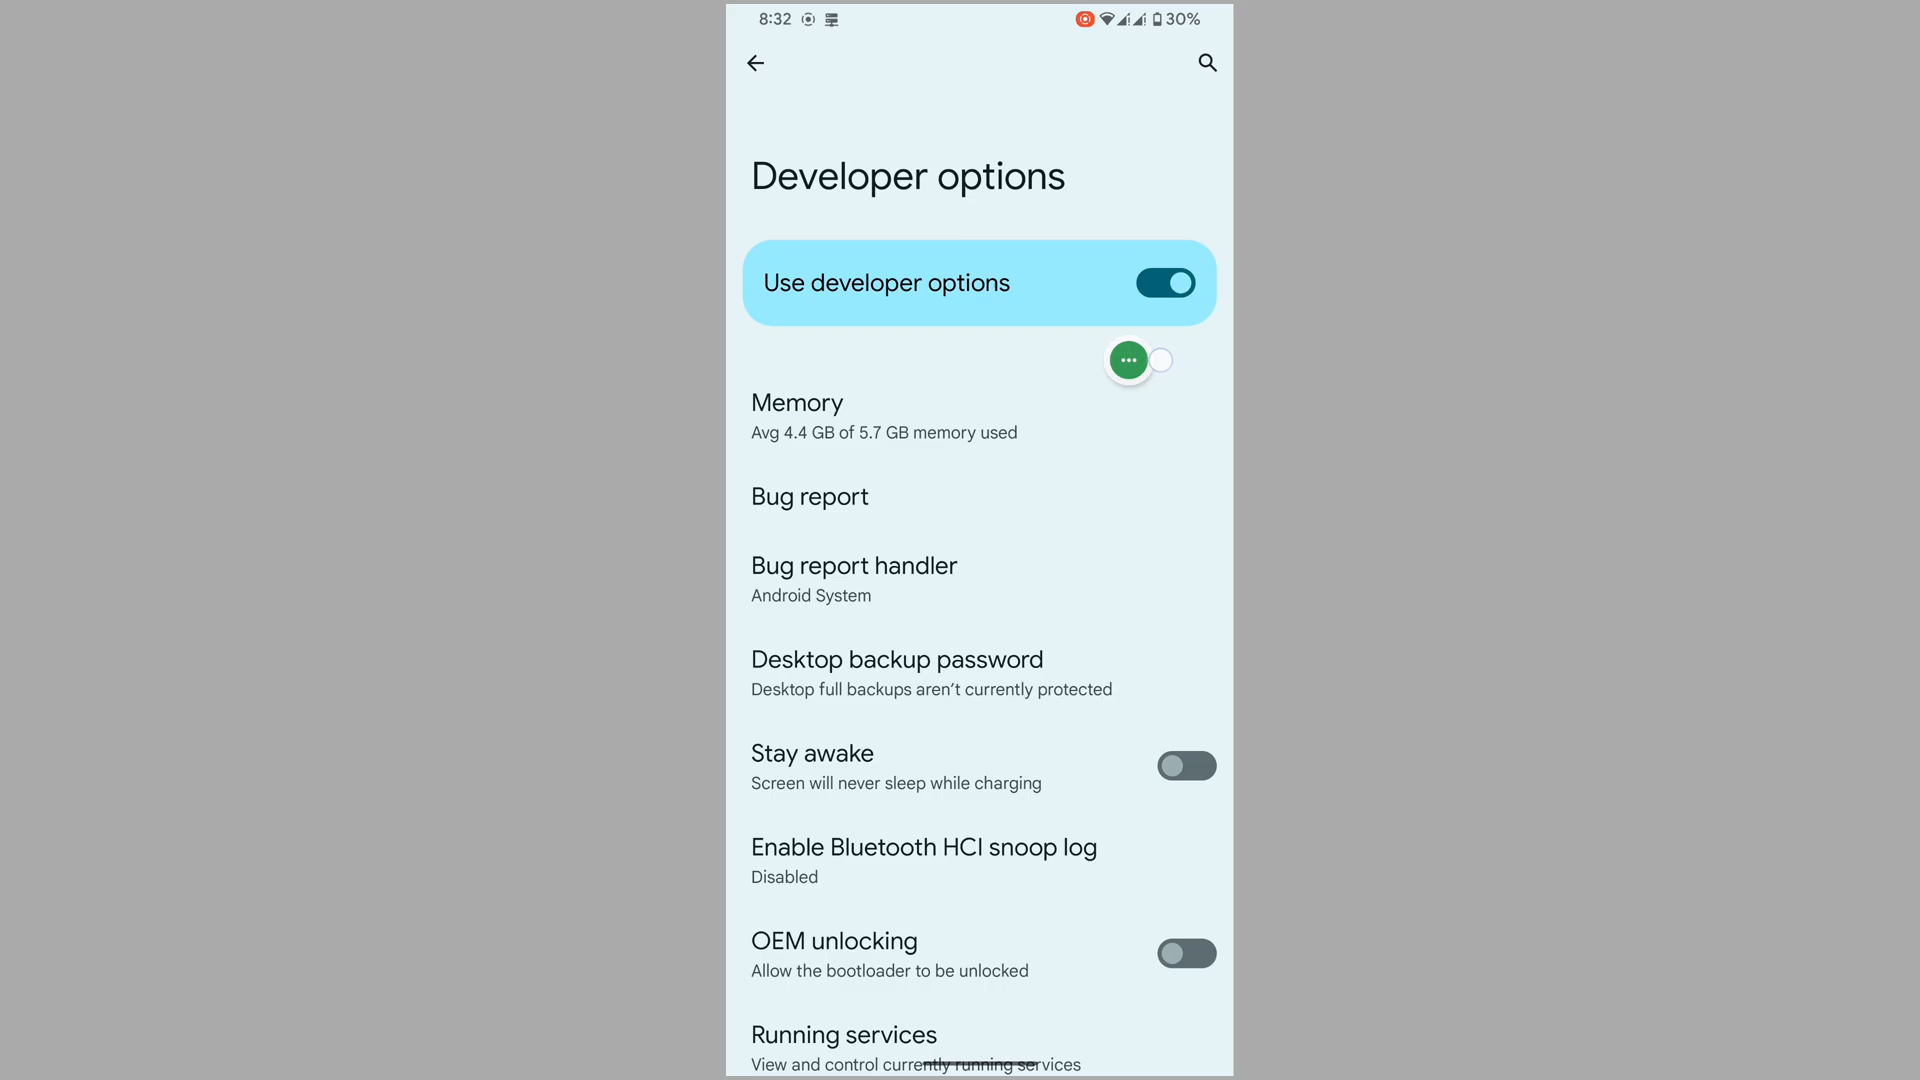 8:32
30%
Developer options
Use developer options
Memory
Avg 4.4 GB of 5.7 GB memory used
Bug report
Bug report handler
Android System
Desktop backup password
Desktop full backups aren’t currently protected
Stay awake
Screen will never sleep while charging
Enable Bluetooth HCI snoop log
Disabled
OEM unlocking
Allow the bootloader to be unlocked
Running services
View and control currently running services